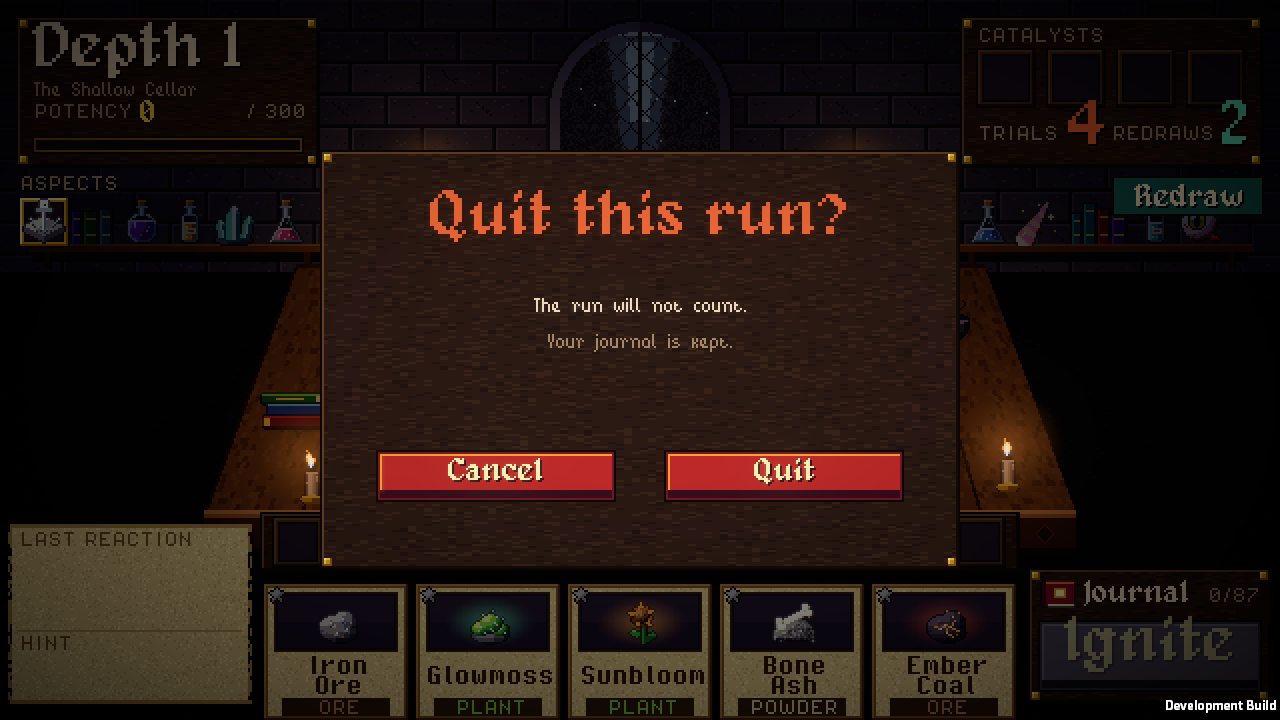 Depth 1
The Shallow Cellar
POTENCY 0 / 300
ASPECTS
CATALYSTS
TRIALS 4 REDRAWS 2
Redraw
Quit this run?
The run will not count.
Your journal is kept.
Cancel
Quit
LAST REACTION
HINT
Iron
Ore
ORE
Glowmoss
PLANT
Sunbloom
PLANT
Bone
Ash
POWDER
Ember
Coal
ORE
Journal 0/87
Ignite
Development Build